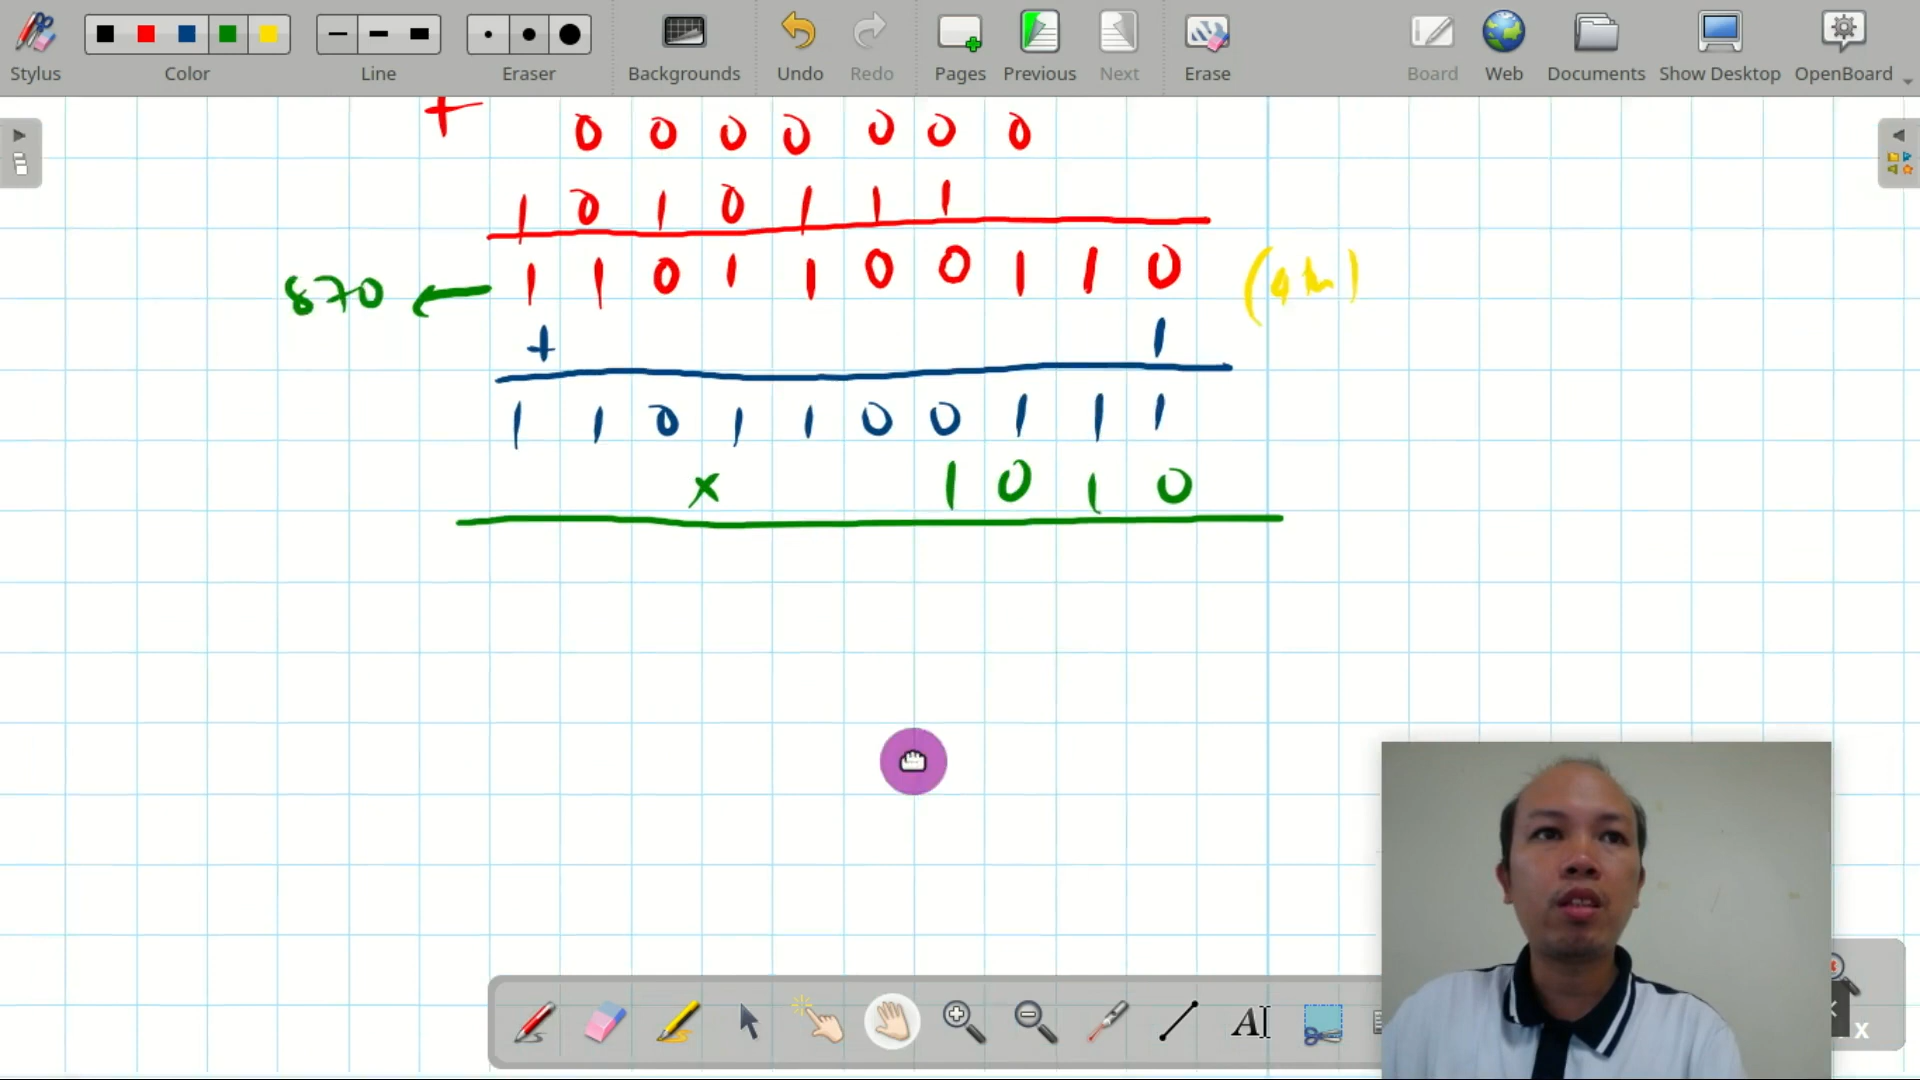 Stylus Color Line Eraser Backgrounds Undo Redo Pages Previous Next Erase Board Web Documents Show Desktop OpenBoard
+ 0 0 0 0 0 0 0
1 0 1 0 1 1 1
870 ← 1 1 0 1 1 0 0 1 1 0
+ 1
1 1 0 1 1 0 0 1 1 1
x 1 0 1 0